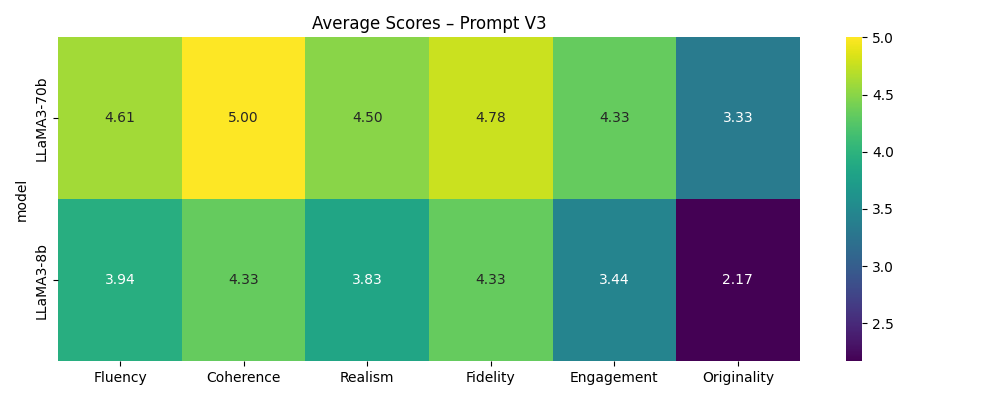 Average Scores – Prompt V3
LLaMA3-70b
4.61 5.00 4.50 4.78 4.33 3.33
model
LLaMA3-8b
3.94 4.33 3.83 4.33 3.44 2.17
Fluency Coherence Realism Fidelity Engagement Originality
5.0
4.5
4.0
3.5
3.0
2.5